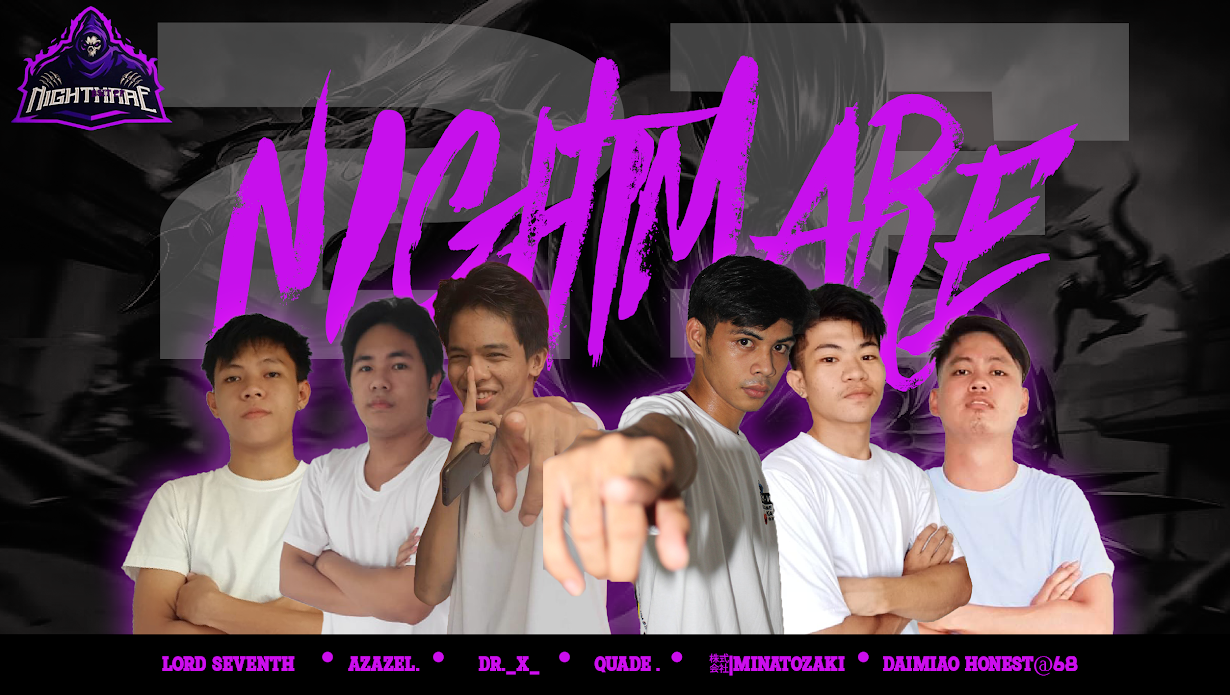 NIGHTMARE
NIGHTMARE
LORD SEVENTH • AZAZEL. • DR._X_ • QUADE . • 株式会社|MINATOZAKI • DAIMIAO HONEST@68